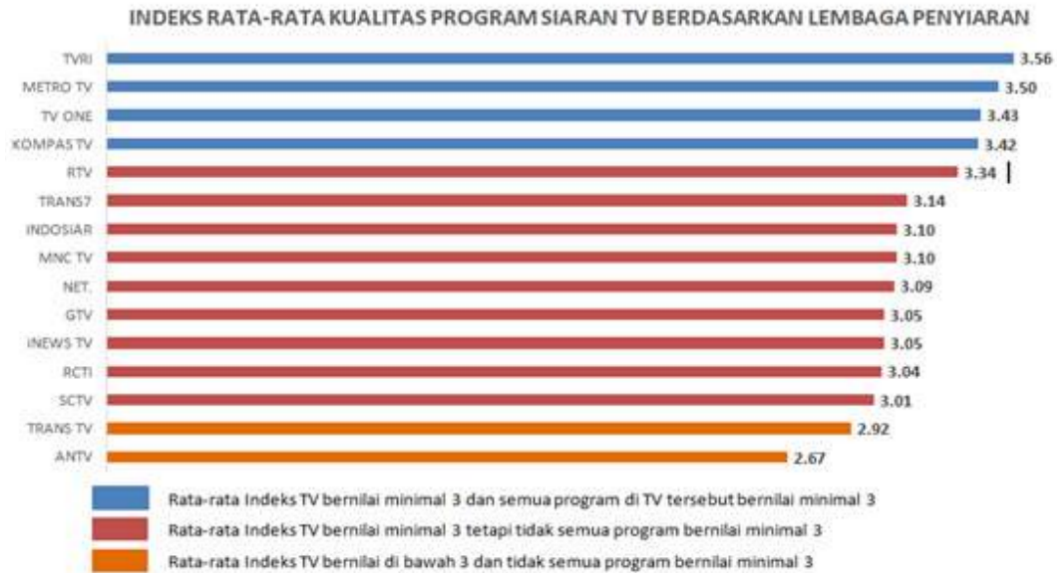 INDEKS RATA-RATA KUALITAS PROGRAM SIARAN TV BERDASARKAN LEMBAGA PENYIARAN
TVRI 3.56
METRO TV 3.50
TV ONE 3.43
KOMPAS TV 3.42
RTV 3.34
TRANS7 3.14
INDOSIAR 3.10
MNC TV 3.10
NET. 3.09
GTV 3.05
iNEWS TV 3.05
RCTI 3.04
SCTV 3.01
TRANS TV 2.92
ANTV 2.67
Rata-rata Indeks TV bernilai minimal 3 dan semua program di TV tersebut bernilai minimal 3
Rata-rata Indeks TV bernilai minimal 3 tetapi tidak semua program bernilai minimal 3
Rata-rata Indeks TV bernilai di bawah 3 dan tidak semua program bernilai minimal 3